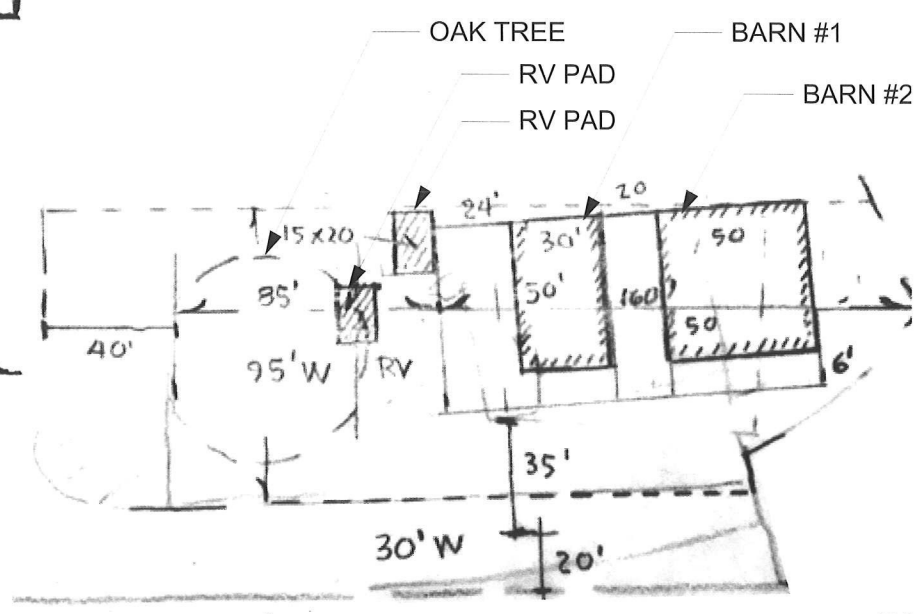 OAK TREE
BARN #1
RV PAD
BARN #2
RV PAD
24'
20
15 x 20
30'
50
85'
50'
160'
50
40'
95' W
RV
6'
35'
30' W
20'